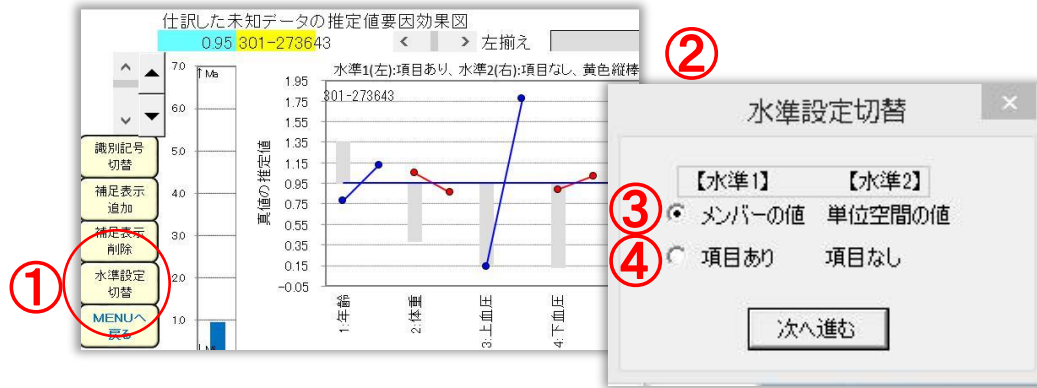 仕訳した未知データの推定値要因効果図
0.95 301-273643 左揃え
②
7.0 Ma 水準1(左):項目あり、水準2(右):項目なし、黄色縦棒
301-273643
1.95
1.75
1.55
1.35
1.15
0.95
0.75
0.55
0.35
0.15
-0.05
真値の推定値
6.0
5.0
4.0
3.0
2.0
1.0
識別記号
切替
補足表示
追加
補足表示
削除
①
水準設定
切替
MENUへ
戻る
1:年齢
2:体重
3:上血圧
4:下血圧
水準設定切替
×
【水準1】 【水準2】
③ メンバーの値 単位空間の値
④ 項目あり 項目なし
次へ進む